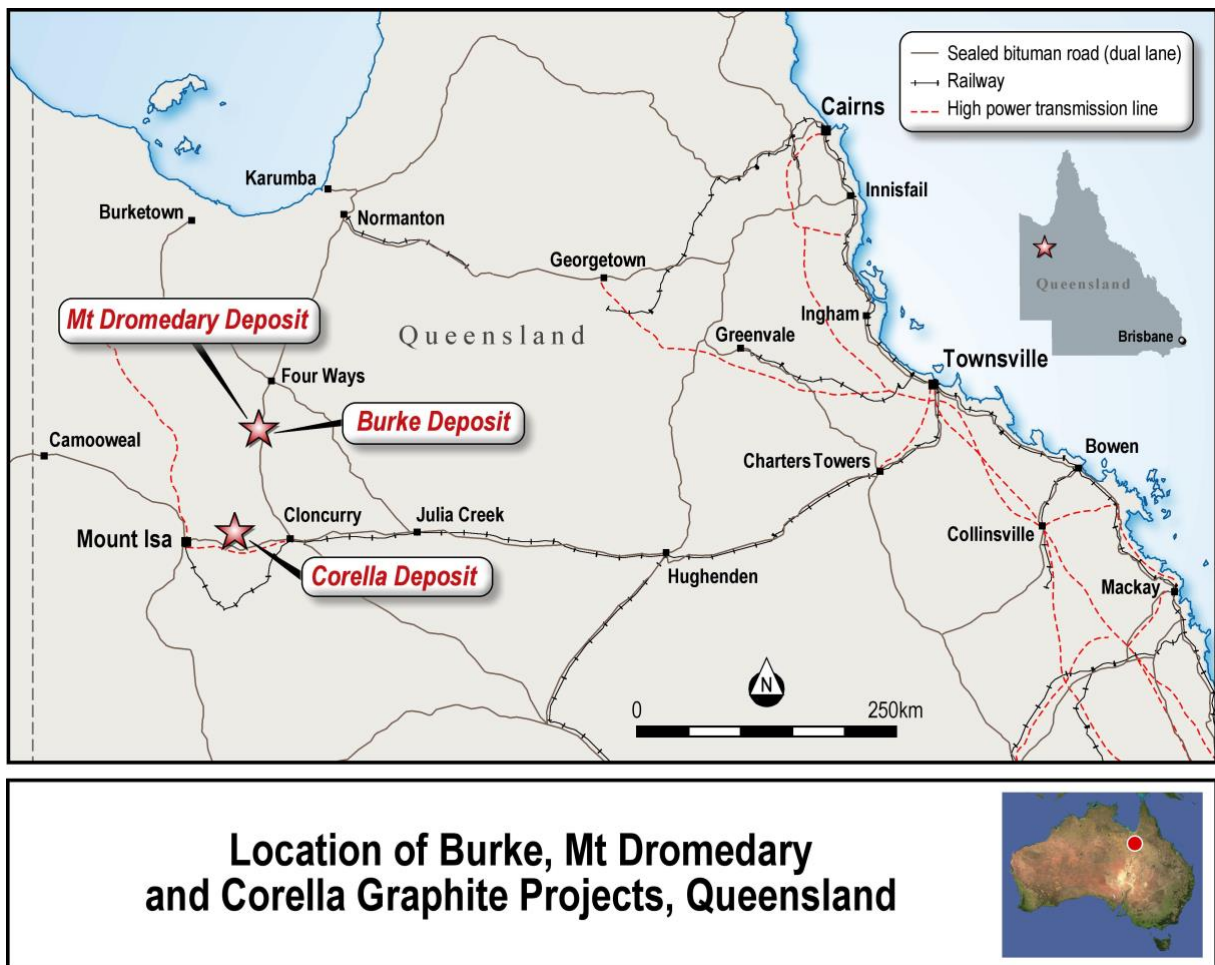 Sealed bituman road (dual lane)
Railway
High power transmission line
Cairns
Karumba
Innisfail
Burketown
Normanton
Georgetown
Queensland
Brisbane
Mt Dromedary Deposit
Queensland
Ingham
Greenvale
Townsville
Four Ways
Burke Deposit
Camooweal
Charters Towers
Bowen
Mount Isa
Cloncurry
Julia Creek
Collinsville
Corella Deposit
Hughenden
Mackay
N
0 250km
Location of Burke, Mt Dromedary
and Corella Graphite Projects, Queensland